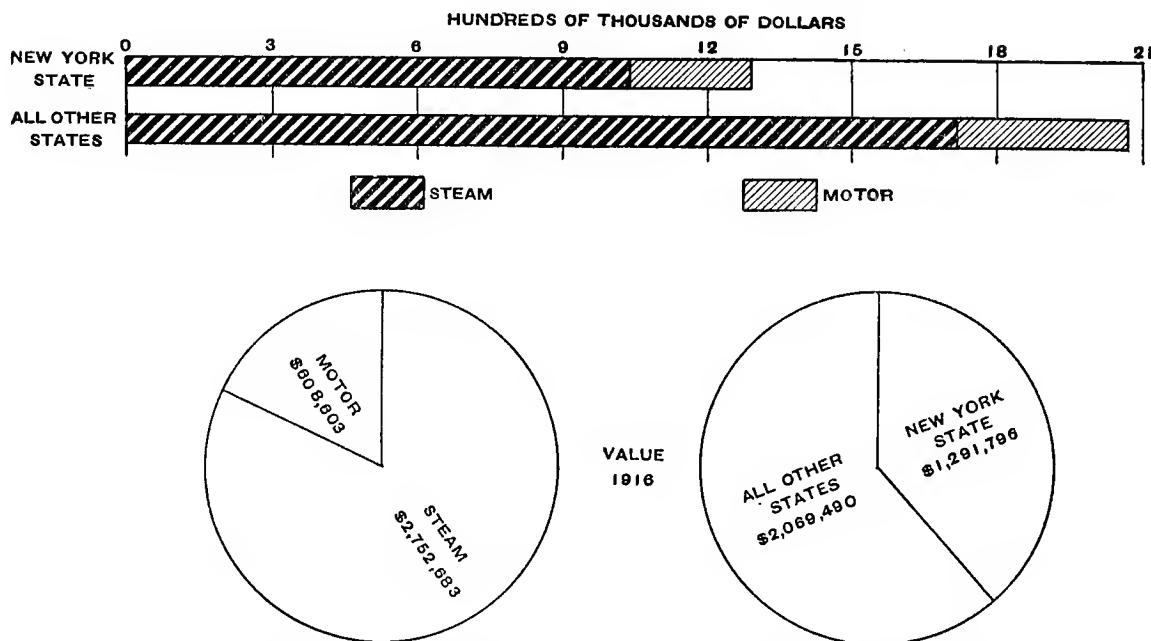 HUNDREDS OF THOUSANDS OF DOLLARS
0 3 6 9 12 15 18 21
NEW YORK
STATE
ALL OTHER
STATES
STEAM
MOTOR
MOTOR
$608,603
STEAM
$2,752,683
VALUE
1916
NEW YORK
STATE
$1,291,796
ALL OTHER
STATES
$2,069,490